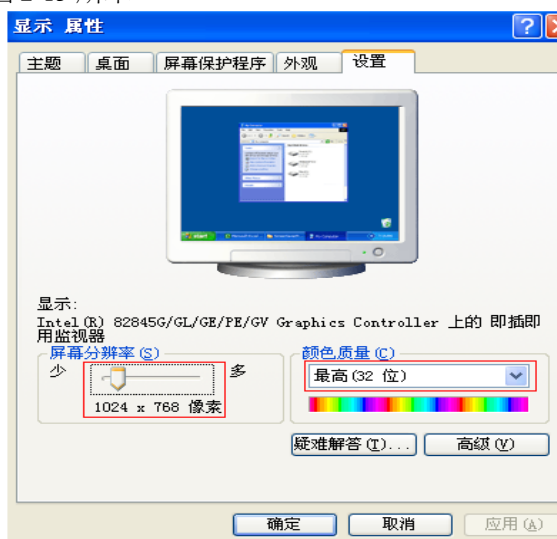 显示 属性
主题 桌面 屏幕保护程序 外观 设置
显示:
Intel(R) 82845G/GL/GE/PE/GV Graphics Controller 上的 即插即
用监视器
屏幕分辨率(S) 颜色质量(C)
少 多 最高(32 位)
1024 x 768 像素
疑难解答(T)... 高级(V)
确定 取消 应用(A)